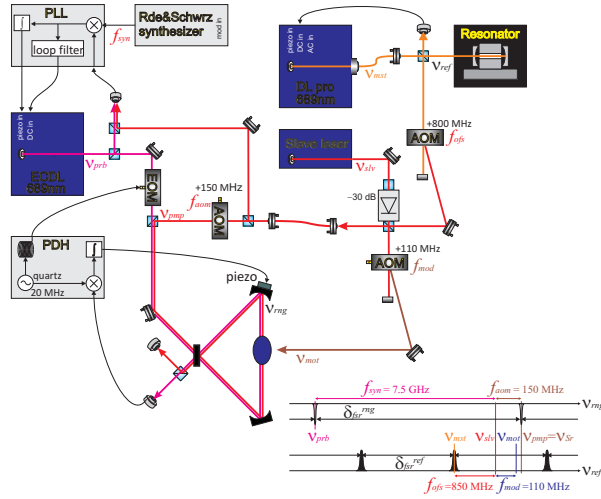 PLL
Rde&Schwrz
synthesizer
mod in
f_syn
∫
loop filter
piezo in
DC in
ECDL
689nm
ν_prb
piezo in
DC in
AC in
DL pro
689nm
ν_mst
ν_ref
Resonator
+800 MHz
AOM
f_ofs
Slave laser
ν_slv
−30 dB
EOM
+150 MHz
f_aom
AOM
ν_pmp
+110 MHz
AOM
f_mod
PDH
∫
quartz
20 MHz
piezo
ν_rng
ν_mot
f_syn = 7.5 GHz
f_aom = 150 MHz
ν_rng
δ_fsr^rng
ν_prb
ν_mst
ν_slv
ν_mot
ν_pmp=ν_Sr
δ_fsr^ref
ν_ref
f_ofs=850 MHz
f_mod=110 MHz